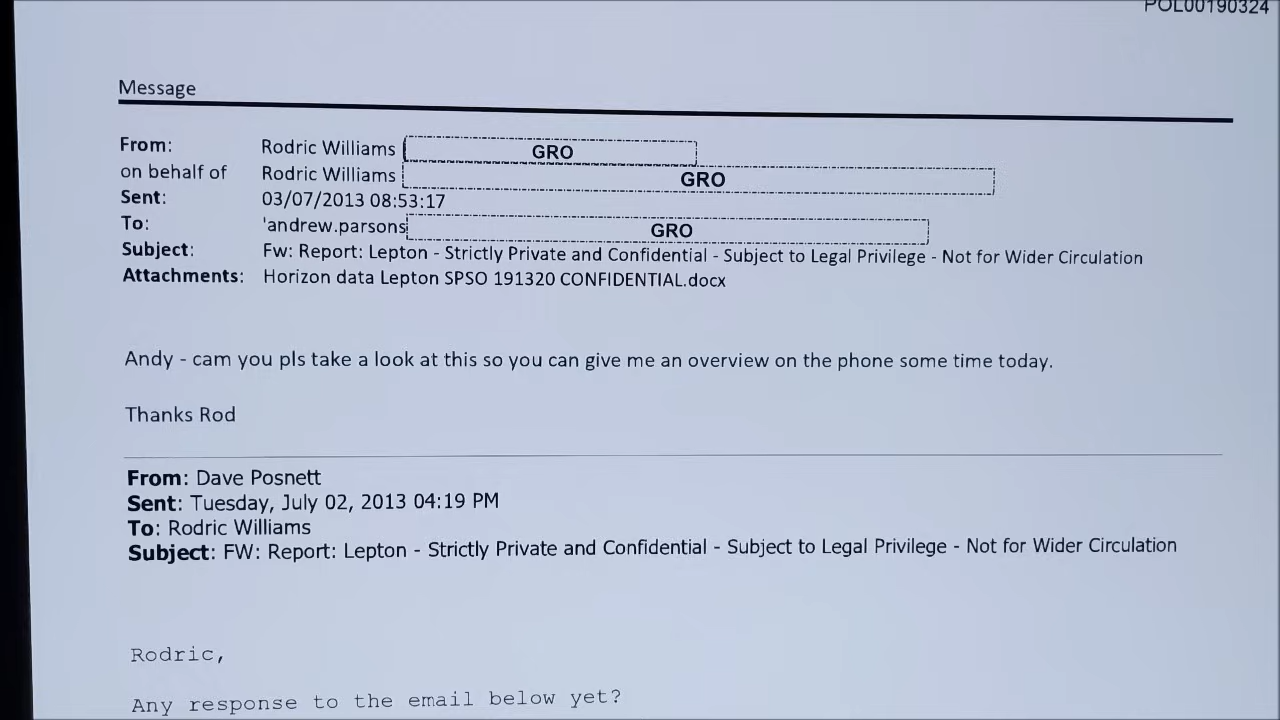 POL00190324
Message
From: Rodric Williams GRO
on behalf of Rodric Williams GRO
Sent: 03/07/2013 08:53:17
To: 'andrew.parsons GRO
Subject: Fw: Report: Lepton - Strictly Private and Confidential - Subject to Legal Privilege - Not for Wider Circulation
Attachments: Horizon data Lepton SPSO 191320 CONFIDENTIAL.docx
Andy - cam you pls take a look at this so you can give me an overview on the phone some time today.
Thanks Rod
From: Dave Posnett
Sent: Tuesday, July 02, 2013 04:19 PM
To: Rodric Williams
Subject: FW: Report: Lepton - Strictly Private and Confidential - Subject to Legal Privilege - Not for Wider Circulation
Rodric,
Any response to the email below yet?